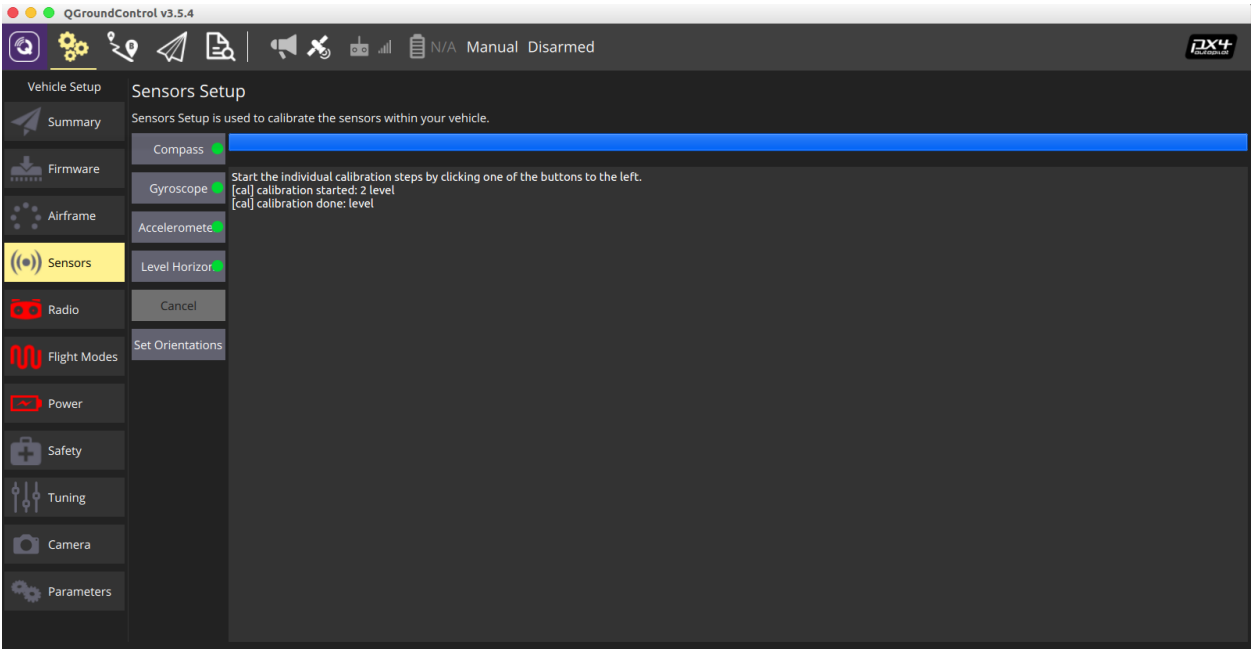 QGroundControl v3.5.4
N/A Manual Disarmed
px4
autopilot
Vehicle Setup
Summary
Firmware
Airframe
Sensors
Radio
Flight Modes
Power
Safety
Tuning
Camera
Parameters
Sensors Setup
Sensors Setup is used to calibrate the sensors within your vehicle.
Compass
Gyroscope
Acceleromete
Level Horizon
Cancel
Set Orientations
Start the individual calibration steps by clicking one of the buttons to the left.
[cal] calibration started: 2 level
[cal] calibration done: level